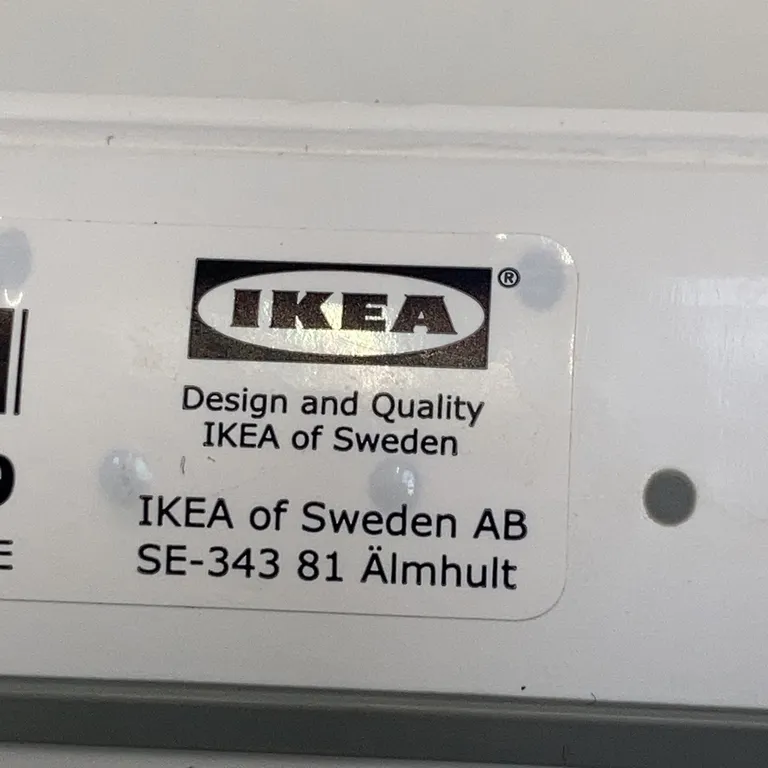 IKEA®
Design and Quality
IKEA of Sweden
IKEA of Sweden AB
SE-343 81 Älmhult